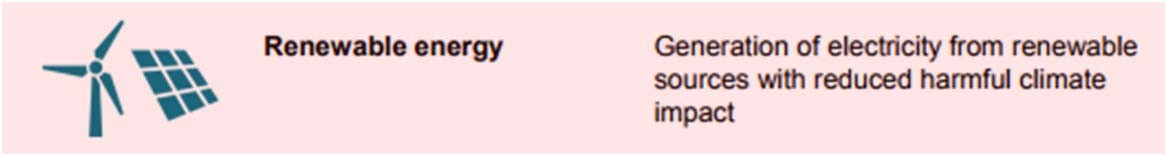 Renewable energy
Generation of electricity from renewable
sources with reduced harmful climate
impact